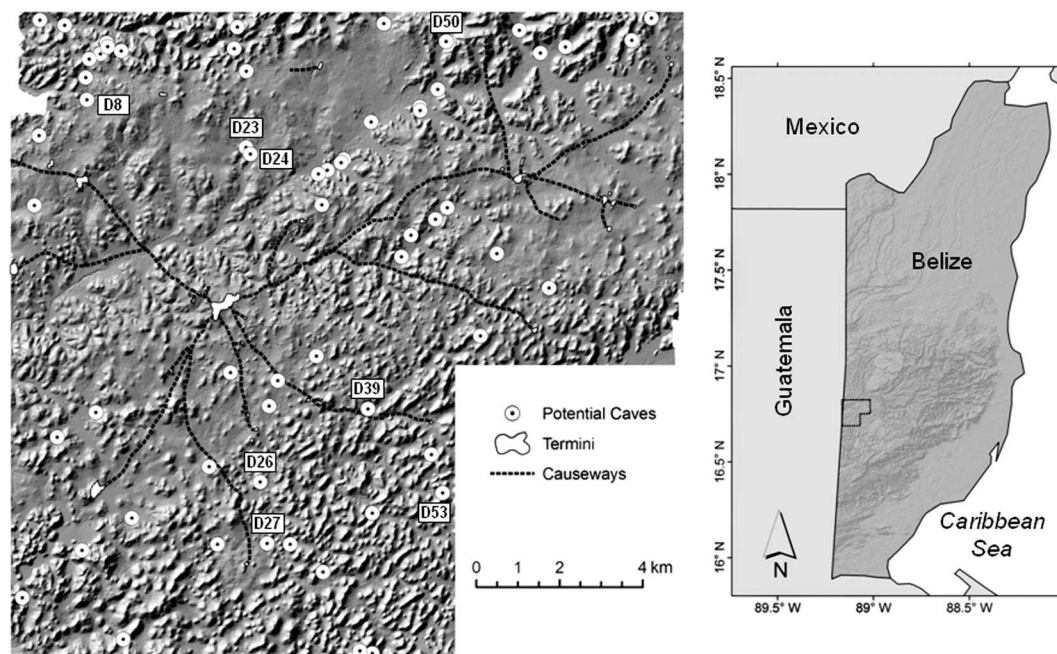 D50
D8
D23
D24
D39
D26
D53
D27
Potential Caves
Termini
Causeways
0 1 2 4 km
Mexico
Guatemala
Belize
Caribbean
Sea
N
18.5° N
18° N
17.5° N
17° N
16.5° N
16° N
89.5° W
89° W
88.5° W